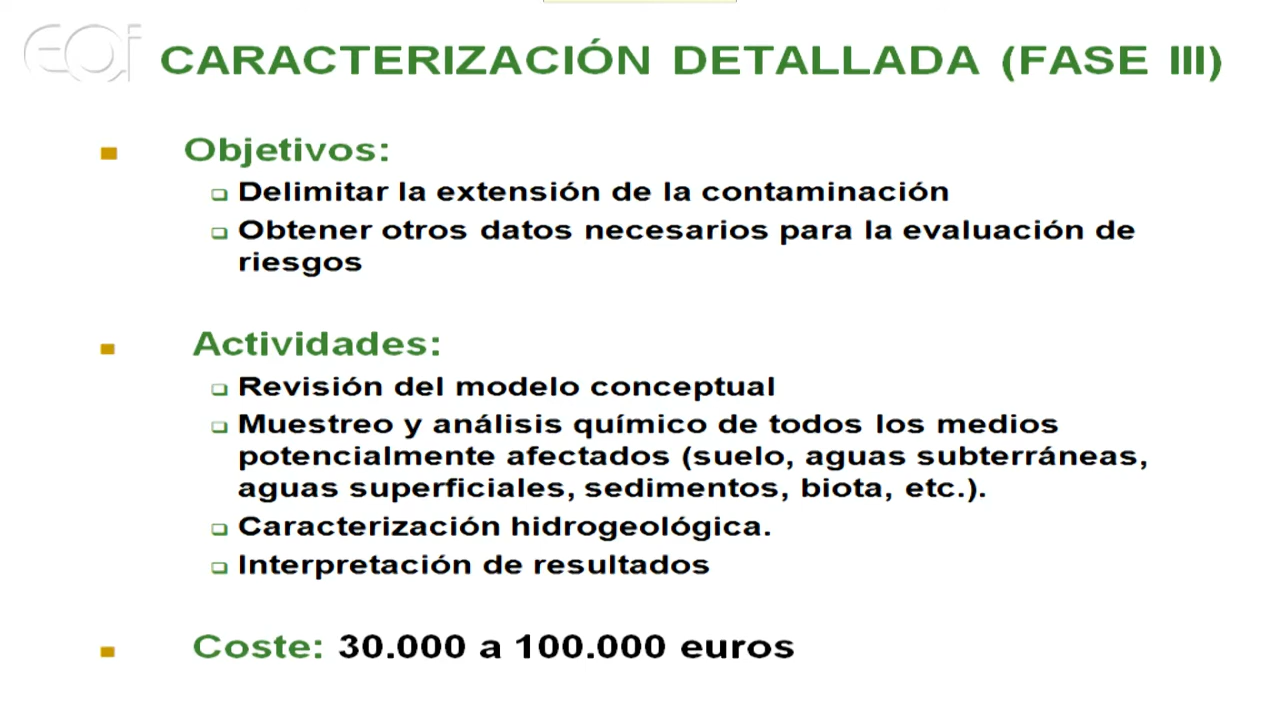 eoi
CARACTERIZACIÓN DETALLADA (FASE III)
Objetivos:
Delimitar la extensión de la contaminación
Obtener otros datos necesarios para la evaluación de
riesgos
Actividades:
Revisión del modelo conceptual
Muestreo y análisis químico de todos los medios
potencialmente afectados (suelo, aguas subterráneas,
aguas superficiales, sedimentos, biota, etc.).
Caracterización hidrogeológica.
Interpretación de resultados
Coste: 30.000 a 100.000 euros